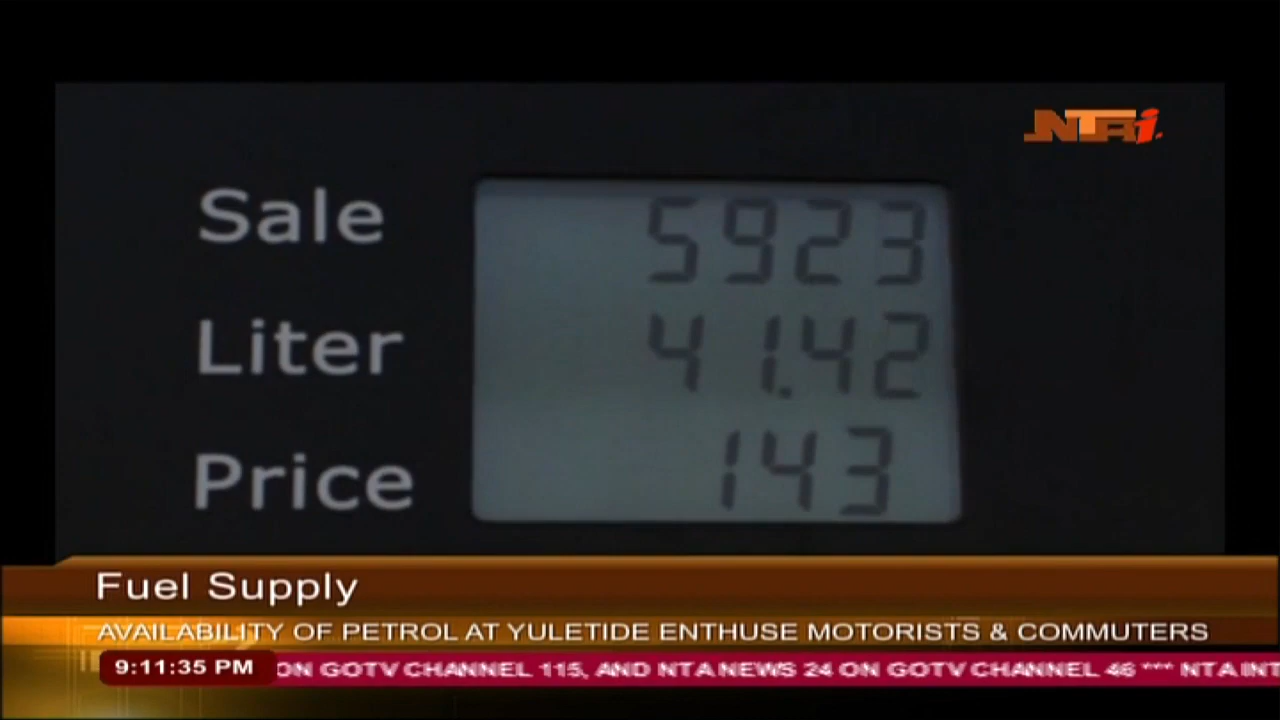 NTAi.
Sale 5923
Liter 41.42
Price 143
Fuel Supply
AVAILABILITY OF PETROL AT YULETIDE ENTHUSE MOTORISTS & COMMUTERS
9:11:35 PM ON GOTV CHANNEL 115, AND NTA NEWS 24 ON GOTV CHANNEL 46 *** NTA INT